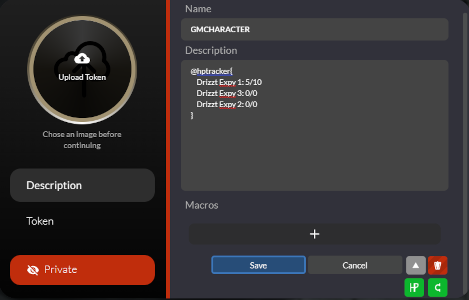 Upload Token
Chose an Image before
continuing
Description
Token
Private
Name
GMCHARACTER
Description
@hptracker[
Drizzt Expy 1: 5/10
Drizzt Expy 3: 0/0
Drizzt Expy 2: 0/0
]
Macros
+
Save
Cancel
HP